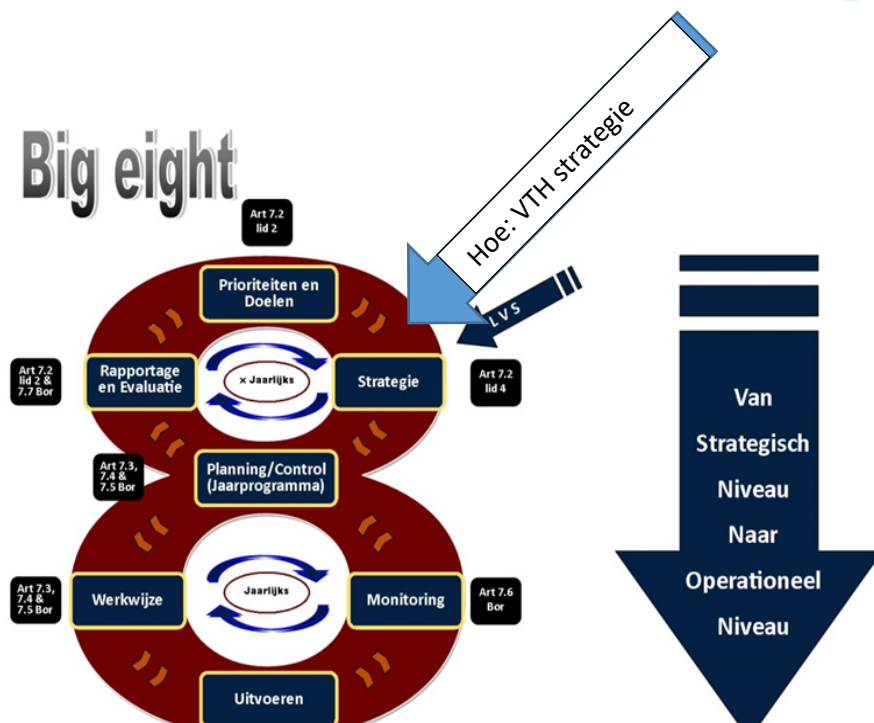 Big eight
Hoe: VTH strategie
LVS
Art 7.2
lid 2
Prioriteiten en
Doelen
Art 7.2
lid 2 &
7.7 Bor
Rapportage
en Evaluatie
x Jaarlijks
Strategie
Art 7.2
lid 4
Art 7.3,
7.4 &
7.5 Bor
Planning/Control
(Jaarprogramma)
Art 7.3,
7.4 &
7.5 Bor
Werkwijze
Jaarlijks
Monitoring
Art 7.6
Bor
Uitvoeren
Van
Strategisch
Niveau
Naar
Operationeel
Niveau